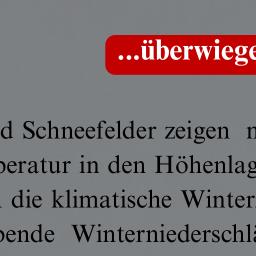 ...überwiege
d Schneefelder zeigen n
peratur in den Höhenlag
die klimatische Winter
bende Winterniederschlä